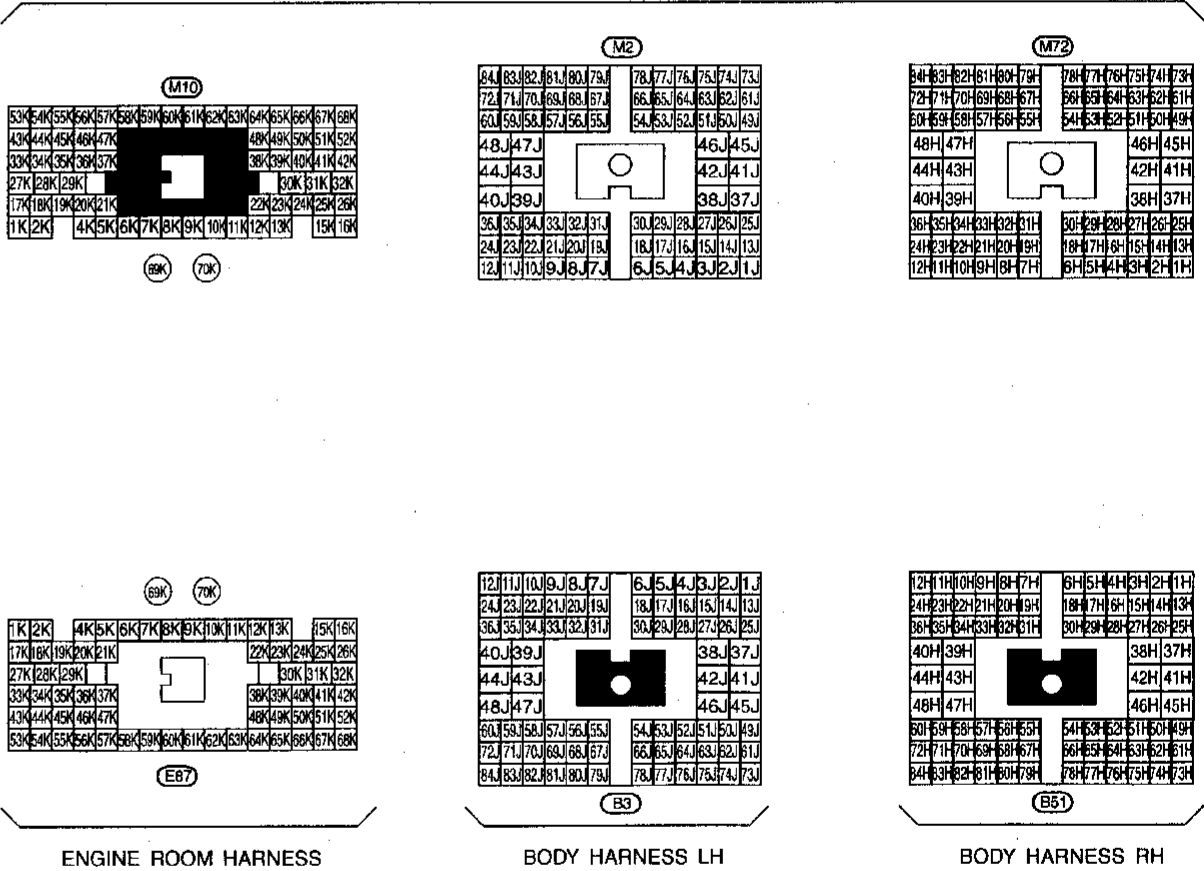 M10
53K 54K 55K 56K 57K 58K 59K 60K 61K 62K 63K 64K 65K 66K 67K 68K
43K 44K 45K 46K 47K 48K 49K 50K 51K 52K
33K 34K 35K 36K 37K 38K 39K 40K 41K 42K
27K 28K 29K 30K 31K 32K
17K 18K 19K 20K 21K 22K 23K 24K 25K 26K
1K 2K 4K 5K 6K 7K 8K 9K 10K 11K 12K 13K 15K 16K
69K 70K
M2
84J 83J 82J 81J 80J 79J 78J 77J 76J 75J 74J 73J
72J 71J 70J 69J 68J 67J 66J 65J 64J 63J 62J 61J
60J 59J 58J 57J 56J 55J 54J 53J 52J 51J 50J 49J
48J 47J 46J 45J
44J 43J 42J 41J
40J 39J 38J 37J
36J 35J 34J 33J 32J 31J 30J 29J 28J 27J 26J 25J
24J 23J 22J 21J 20J 19J 18J 17J 16J 15J 14J 13J
12J 11J 10J 9J 8J 7J 6J 5J 4J 3J 2J 1J
M72
84H 83H 82H 81H 80H 79H 78H 77H 76H 75H 74H 73H
72H 71H 70H 69H 68H 67H 66H 65H 64H 63H 62H 61H
60H 59H 58H 57H 56H 55H 54H 53H 52H 51H 50H 49H
48H 47H 46H 45H
44H 43H 42H 41H
40H 39H 38H 37H
36H 35H 34H 33H 32H 31H 30H 29H 28H 27H 26H 25H
24H 23H 22H 21H 20H 19H 18H 17H 16H 15H 14H 13H
12H 11H 10H 9H 8H 7H 6H 5H 4H 3H 2H 1H
69K 70K
1K 2K 4K 5K 6K 7K 8K 9K 10K 11K 12K 13K 15K 16K
17K 18K 19K 20K 21K 22K 23K 24K 25K 26K
27K 28K 29K 30K 31K 32K
33K 34K 35K 36K 37K 38K 39K 40K 41K 42K
43K 44K 45K 46K 47K 48K 49K 50K 51K 52K
53K 54K 55K 56K 57K 58K 59K 60K 61K 62K 63K 64K 65K 66K 67K 68K
E87
ENGINE ROOM HARNESS
12J 11J 10J 9J 8J 7J 6J 5J 4J 3J 2J 1J
24J 23J 22J 21J 20J 19J 18J 17J 16J 15J 14J 13J
36J 35J 34J 33J 32J 31J 30J 29J 28J 27J 26J 25J
40J 39J 38J 37J
44J 43J 42J 41J
48J 47J 46J 45J
60J 59J 58J 57J 56J 55J 54J 53J 52J 51J 50J 49J
72J 71J 70J 69J 68J 67J 66J 65J 64J 63J 62J 61J
84J 83J 82J 81J 80J 79J 78J 77J 76J 75J 74J 73J
B3
BODY HARNESS LH
12H 11H 10H 9H 8H 7H 6H 5H 4H 3H 2H 1H
24H 23H 22H 21H 20H 19H 18H 17H 16H 15H 14H 13H
36H 35H 34H 33H 32H 31H 30H 29H 28H 27H 26H 25H
40H 39H 38H 37H
44H 43H 42H 41H
48H 47H 46H 45H
60H 59H 58H 57H 56H 55H 54H 53H 52H 51H 50H 49H
72H 71H 70H 69H 68H 67H 66H 65H 64H 63H 62H 61H
84H 83H 82H 81H 80H 79H 78H 77H 76H 75H 74H 73H
B51
BODY HARNESS RH